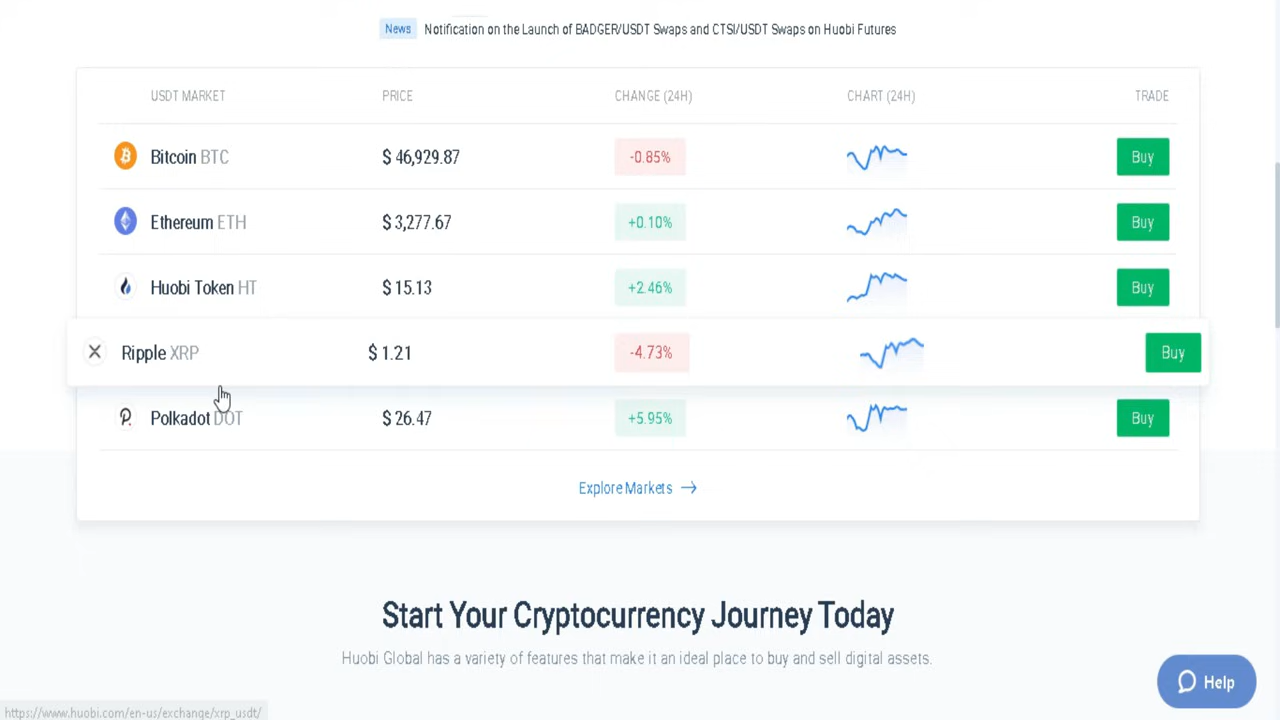 News Notification on the Launch of BADGER/USDT Swaps and CTSI/USDT Swaps on Huobi Futures
USDT MARKET PRICE CHANGE (24H) CHART (24H) TRADE
Bitcoin BTC $ 46,929.87 -0.85% Buy
Ethereum ETH $ 3,277.67 +0.10% Buy
Huobi Token HT $ 15.13 +2.46% Buy
Ripple XRP $ 1.21 -4.73% Buy
Polkadot DOT $ 26.47 +5.95% Buy
Explore Markets →
Start Your Cryptocurrency Journey Today
Huobi Global has a variety of features that make it an ideal place to buy and sell digital assets.
Help
https://www.huobi.com/en-us/exchange/xrp_usdt/